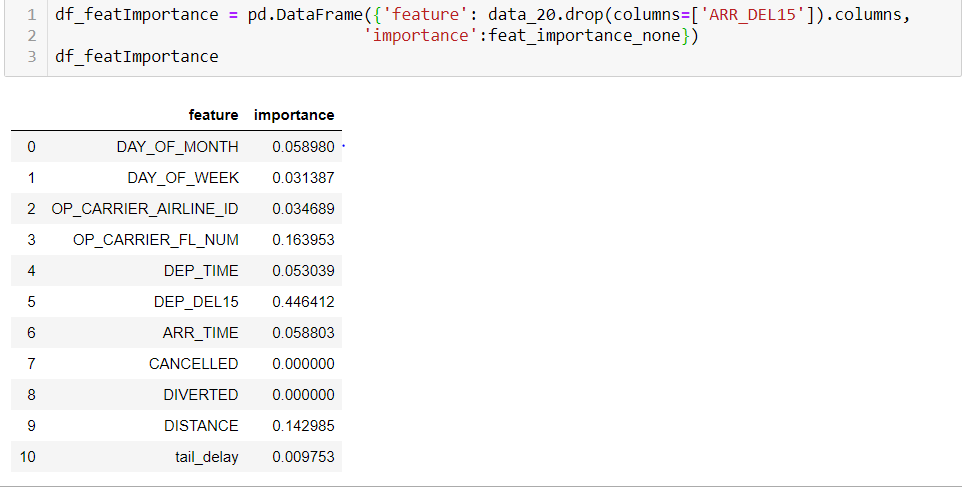 1 df_featImportance = pd.DataFrame({'feature': data_20.drop(columns=['ARR_DEL15']).columns,
2 'importance':feat_importance_none})
3 df_featImportance
feature importance
0 DAY_OF_MONTH 0.058980
1 DAY_OF_WEEK 0.031387
2 OP_CARRIER_AIRLINE_ID 0.034689
3 OP_CARRIER_FL_NUM 0.163953
4 DEP_TIME 0.053039
5 DEP_DEL15 0.446412
6 ARR_TIME 0.058803
7 CANCELLED 0.000000
8 DIVERTED 0.000000
9 DISTANCE 0.142985
10 tail_delay 0.009753